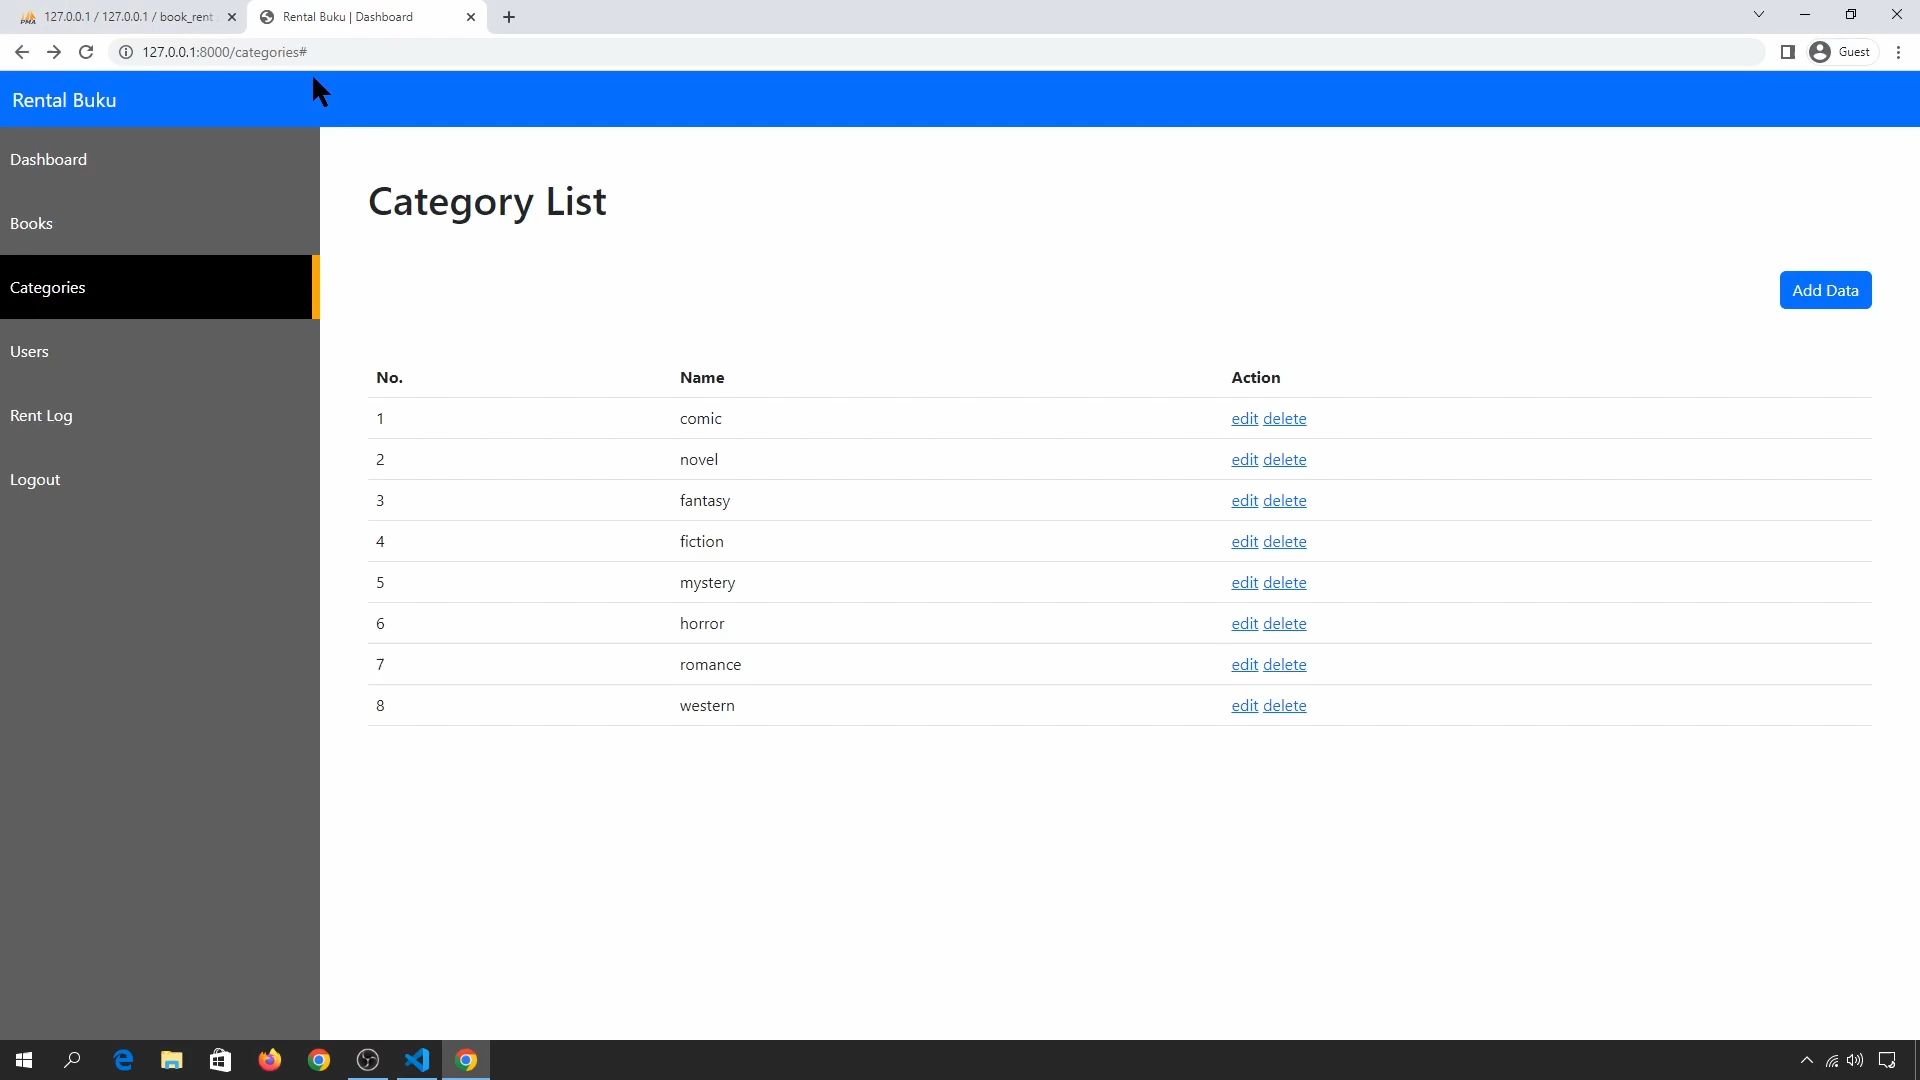 127.0.0.1 / 127.0.0.1 / book_rent
Rental Buku | Dashboard
127.0.0.1:8000/categories#
Guest
Rental Buku
Dashboard
Books
Categories
Users
Rent Log
Logout
Category List
Add Data
No. Name Action
1 comic edit delete
2 novel edit delete
3 fantasy edit delete
4 fiction edit delete
5 mystery edit delete
6 horror edit delete
7 romance edit delete
8 western edit delete